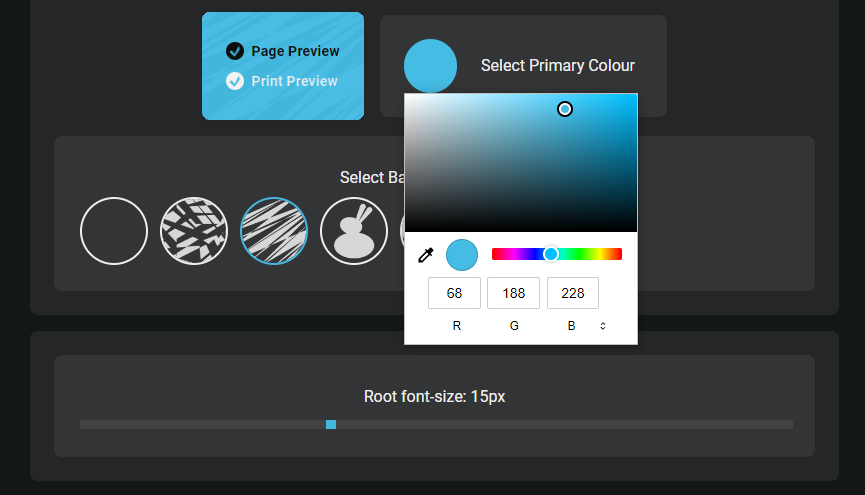 Page Preview
Print Preview
Select Primary Colour
Select Ba
68
188
228
R
G
B
Root font-size: 15px